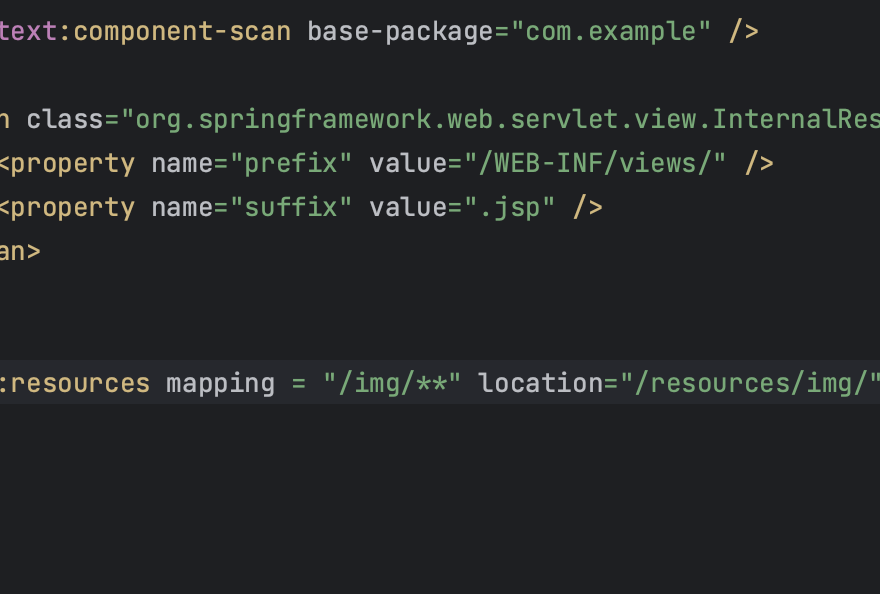 text:component-scan base-package="com.example" />
n class="org.springframework.web.servlet.view.InternalRes
<property name="prefix" value="/WEB-INF/views/" />
<property name="suffix" value=".jsp" />
an>
:resources mapping = "/img/**" location="/resources/img/"